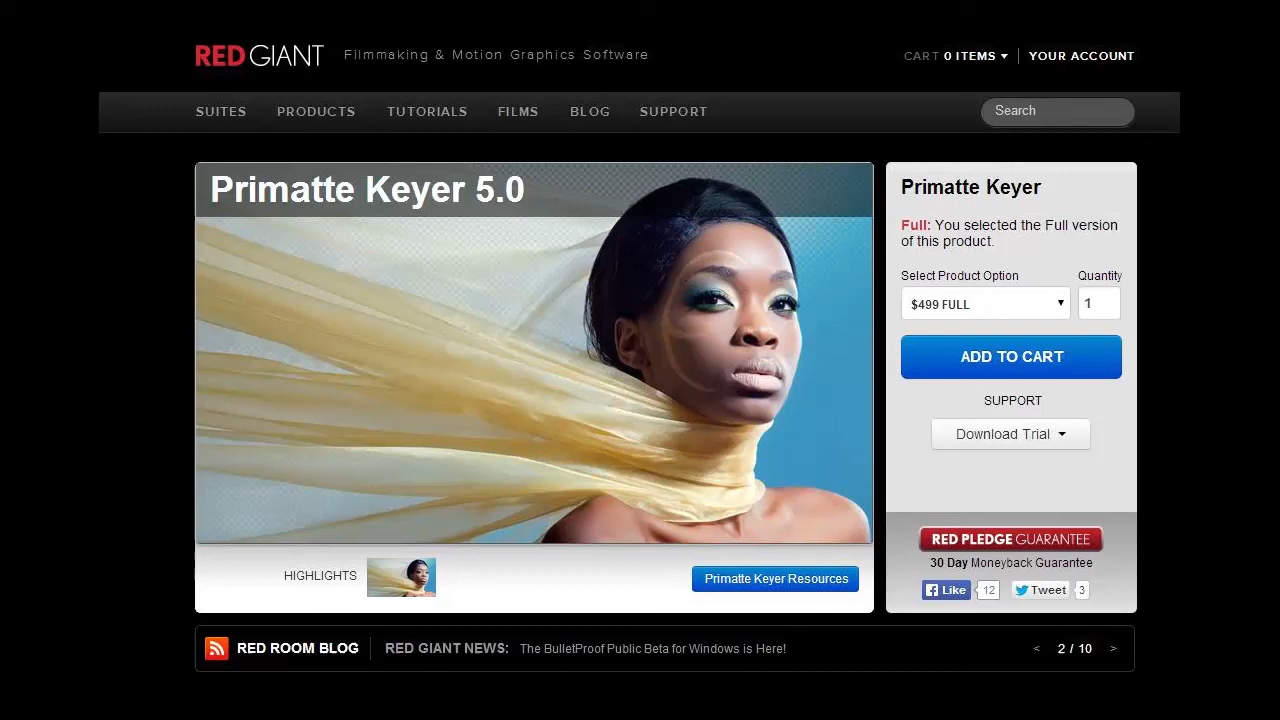 RED GIANT Filmmaking & Motion Graphics Software CART 0 ITEMS YOUR ACCOUNT
SUITES PRODUCTS TUTORIALS FILMS BLOG SUPPORT Search
Primatte Keyer 5.0
Primatte Keyer
Full: You selected the Full version
of this product.
Select Product Option Quantity
$499 FULL 1
ADD TO CART
SUPPORT
Download Trial
RED PLEDGE GUARANTEE
30 Day Moneyback Guarantee
Like 12 Tweet 3
HIGHLIGHTS Primatte Keyer Resources
RED ROOM BLOG RED GIANT NEWS: The BulletProof Public Beta for Windows is Here! < 2 / 10 >